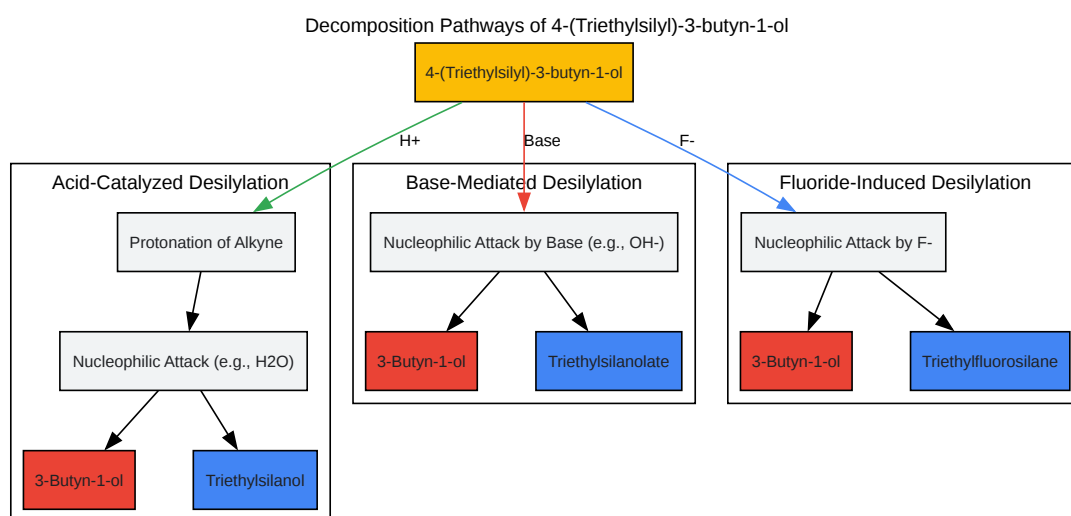 Decomposition Pathways of 4-(Triethylsilyl)-3-butyn-1-ol
4-(Triethylsilyl)-3-butyn-1-ol
H+
Base
F-
Acid-Catalyzed Desilylation
Protonation of Alkyne
Nucleophilic Attack (e.g., H2O)
3-Butyn-1-ol
Triethylsilanol
Base-Mediated Desilylation
Nucleophilic Attack by Base (e.g., OH-)
3-Butyn-1-ol
Triethylsilanolate
Fluoride-Induced Desilylation
Nucleophilic Attack by F-
3-Butyn-1-ol
Triethylfluorosilane